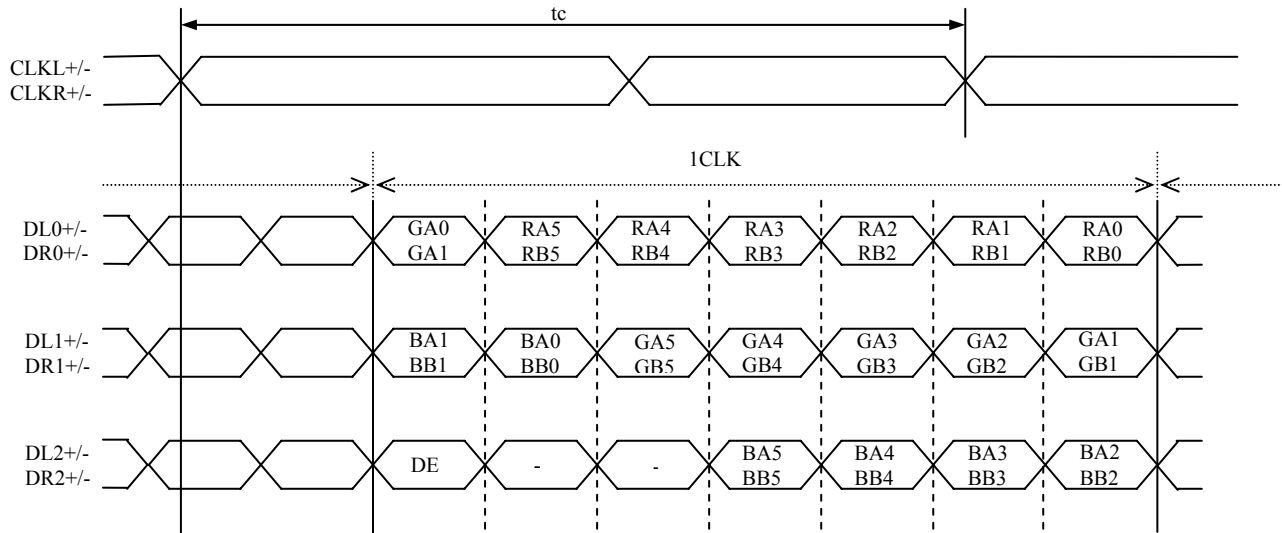 tc
CLKL+/-
CLKR+/-
1CLK
DL0+/- GA0 RA5 RA4 RA3 RA2 RA1 RA0
DR0+/- GA1 RB5 RB4 RB3 RB2 RB1 RB0
DL1+/- BA1 BA0 GA5 GA4 GA3 GA2 GA1
DR1+/- BB1 BB0 GB5 GB4 GB3 GB2 GB1
DL2+/- DE - - BA5 BA4 BA3 BA2
DR2+/- BB5 BB4 BB3 BB2